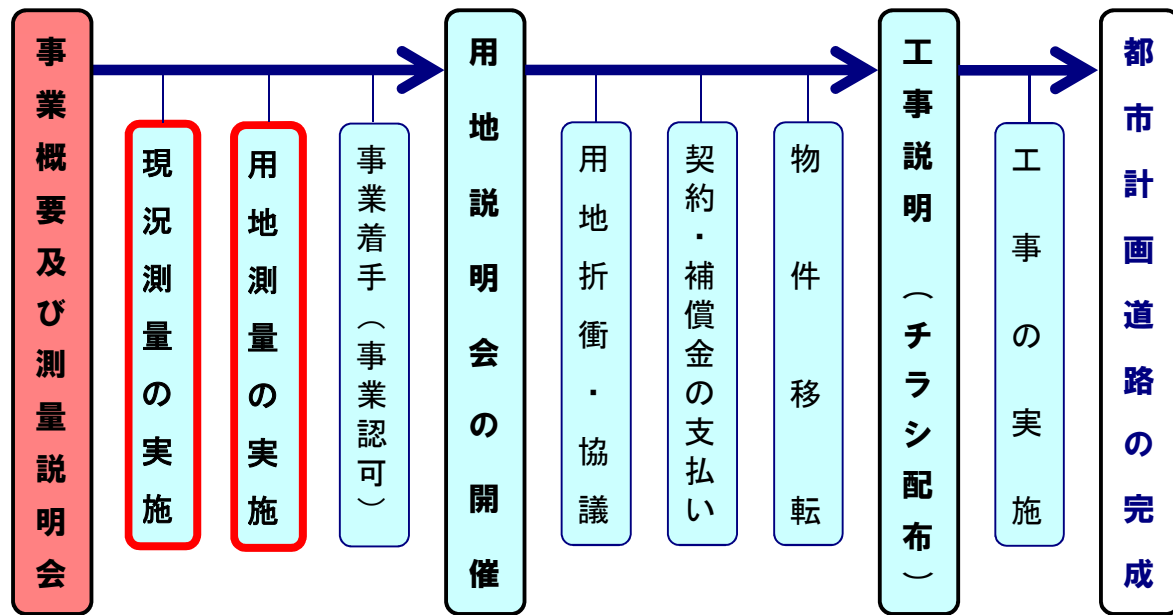 事業概要及び測量説明会
現況測量の実施
用地測量の実施
事業着手（事業認可）
用地説明会の開催
用地折衝・協議
契約・補償金の支払い
物件移転
工事説明（チラシ配布）
工事の実施
都市計画道路の完成